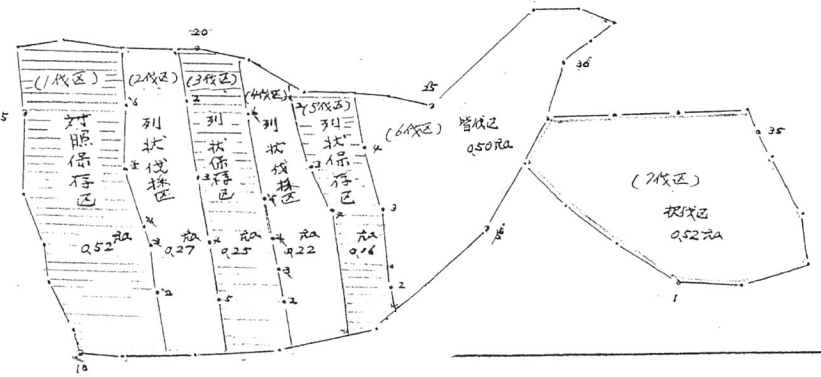 20
(1伐区)
(2伐区)
(3伐区)
(4伐区)
(5伐区)
(6伐区)
(7伐区)
対照保存区
列状伐採区
列状保存区
列状伐採区
列状保存区
皆伐区
0.50ha
択伐区
0.52ha
0.52ha
0.27ha
0.25ha
0.22ha
0.16ha
5
10
25
30
35
1
2
3
4
5
6